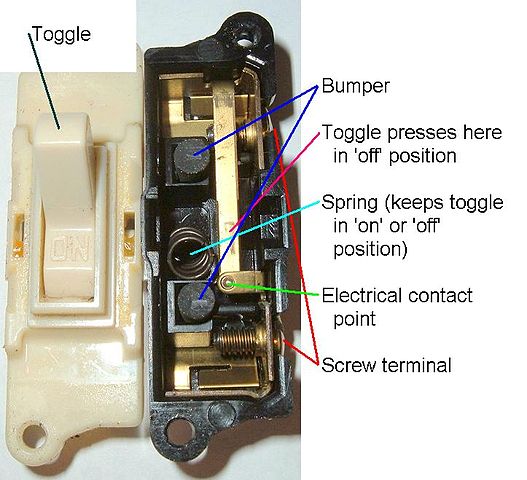 Toggle
Bumper
Toggle presses here
in 'off' position
Spring (keeps toggle
in 'on' or 'off'
position)
Electrical contact
point
Screw terminal
ON